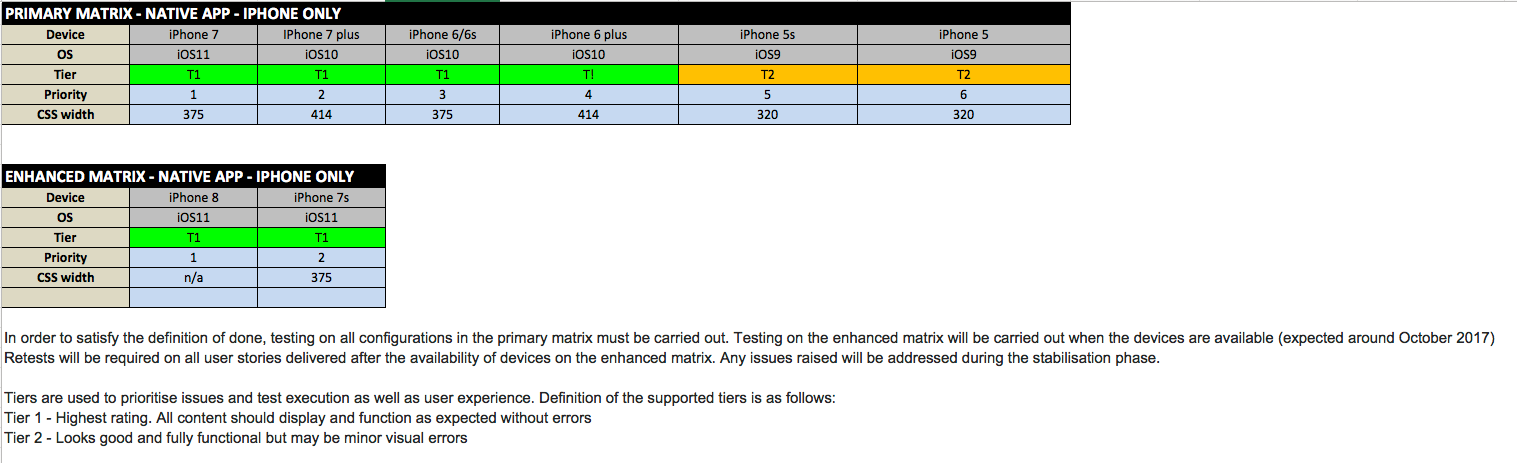 PRIMARY MATRIX - NATIVE APP - IPHONE ONLY
Device iPhone 7 IPhone 7 plus iPhone 6/6s iPhone 6 plus iPhone 5s iPhone 5
OS iOS11 iOS10 iOS10 iOS10 iOS9 iOS9
Tier T1 T1 T1 T! T2 T2
Priority 1 2 3 4 5 6
CSS width 375 414 375 414 320 320
ENHANCED MATRIX - NATIVE APP - IPHONE ONLY
Device iPhone 8 iPhone 7s
OS iOS11 iOS11
Tier T1 T1
Priority 1 2
CSS width n/a 375
In order to satisfy the definition of done, testing on all configurations in the primary matrix must be carried out. Testing on the enhanced matrix will be carried out when the devices are available (expected around October 2017)
Retests will be required on all user stories delivered after the availability of devices on the enhanced matrix. Any issues raised will be addressed during the stabilisation phase.
Tiers are used to prioritise issues and test execution as well as user experience. Definition of the supported tiers is as follows:
Tier 1 - Highest rating. All content should display and function as expected without errors
Tier 2 - Looks good and fully functional but may be minor visual errors